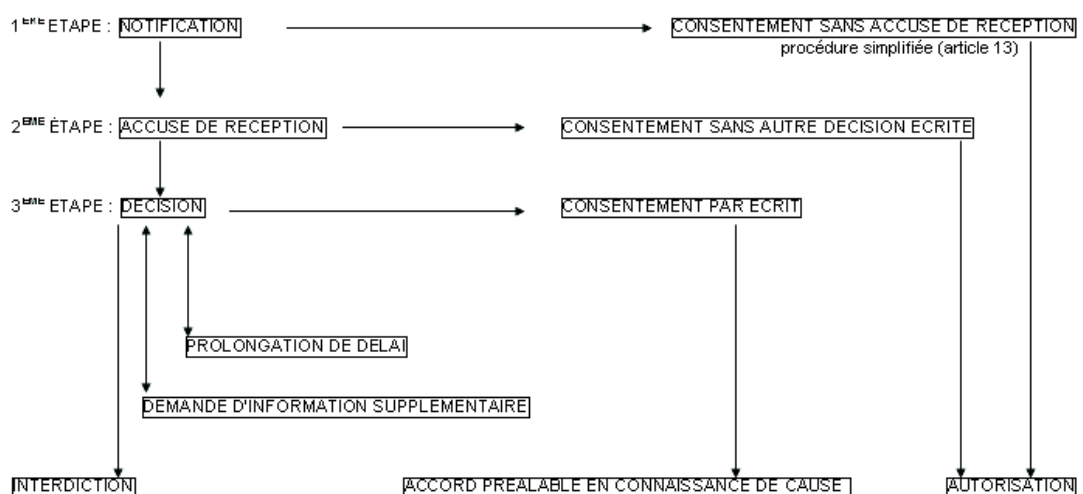 1ERE ETAPE : NOTIFICATION CONSENTEMENT SANS ACCUSE DE RECEPTION
procédure simplifiée (article 13)
2EME ÉTAPE : ACCUSE DE RECEPTION CONSENTEMENT SANS AUTRE DECISION ECRITE
3EME ETAPE : DECISION CONSENTEMENT PAR ECRIT
PROLONGATION DE DELAI
DEMANDE D'INFORMATION SUPPLEMENTAIRE
INTERDICTION ACCORD PREALABLE EN CONNAISSANCE DE CAUSE AUTORISATION